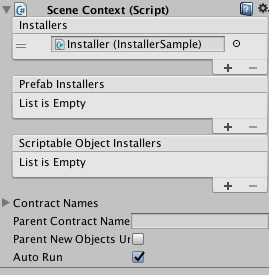 Scene Context (Script)
Installers
Installer (InstallerSample)
Prefab Installers
List is Empty
Scriptable Object Installers
List is Empty
Contract Names
Parent Contract Name
Parent New Objects Ur
Auto Run